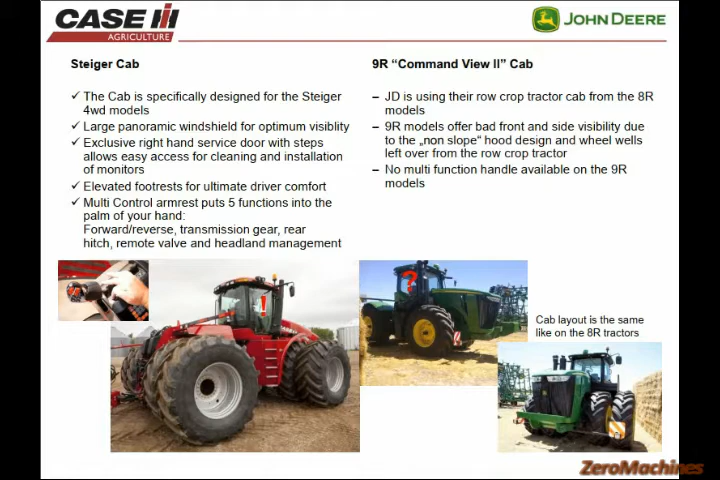 CASE IH
AGRICULTURE
JOHN DEERE
Steiger Cab
✓ The Cab is specifically designed for the Steiger
4wd models
✓ Large panoramic windshield for optimum visiblity
✓ Exclusive right hand service door with steps
allows easy access for cleaning and installation
of monitors
✓ Elevated footrests for ultimate driver comfort
✓ Multi Control armrest puts 5 functions into the
palm of your hand:
Forward/reverse, transmission gear, rear
hitch, remote valve and headland management
9R “Command View II” Cab
– JD is using their row crop tractor cab from the 8R
models
– 9R models offer bad front and side visibility due
to the „non slope“ hood design and wheel wells
left over from the row crop tractor
– No multi function handle available on the 9R
models
!
?
Cab layout is the same
like on the 8R tractors
ZeroMachines